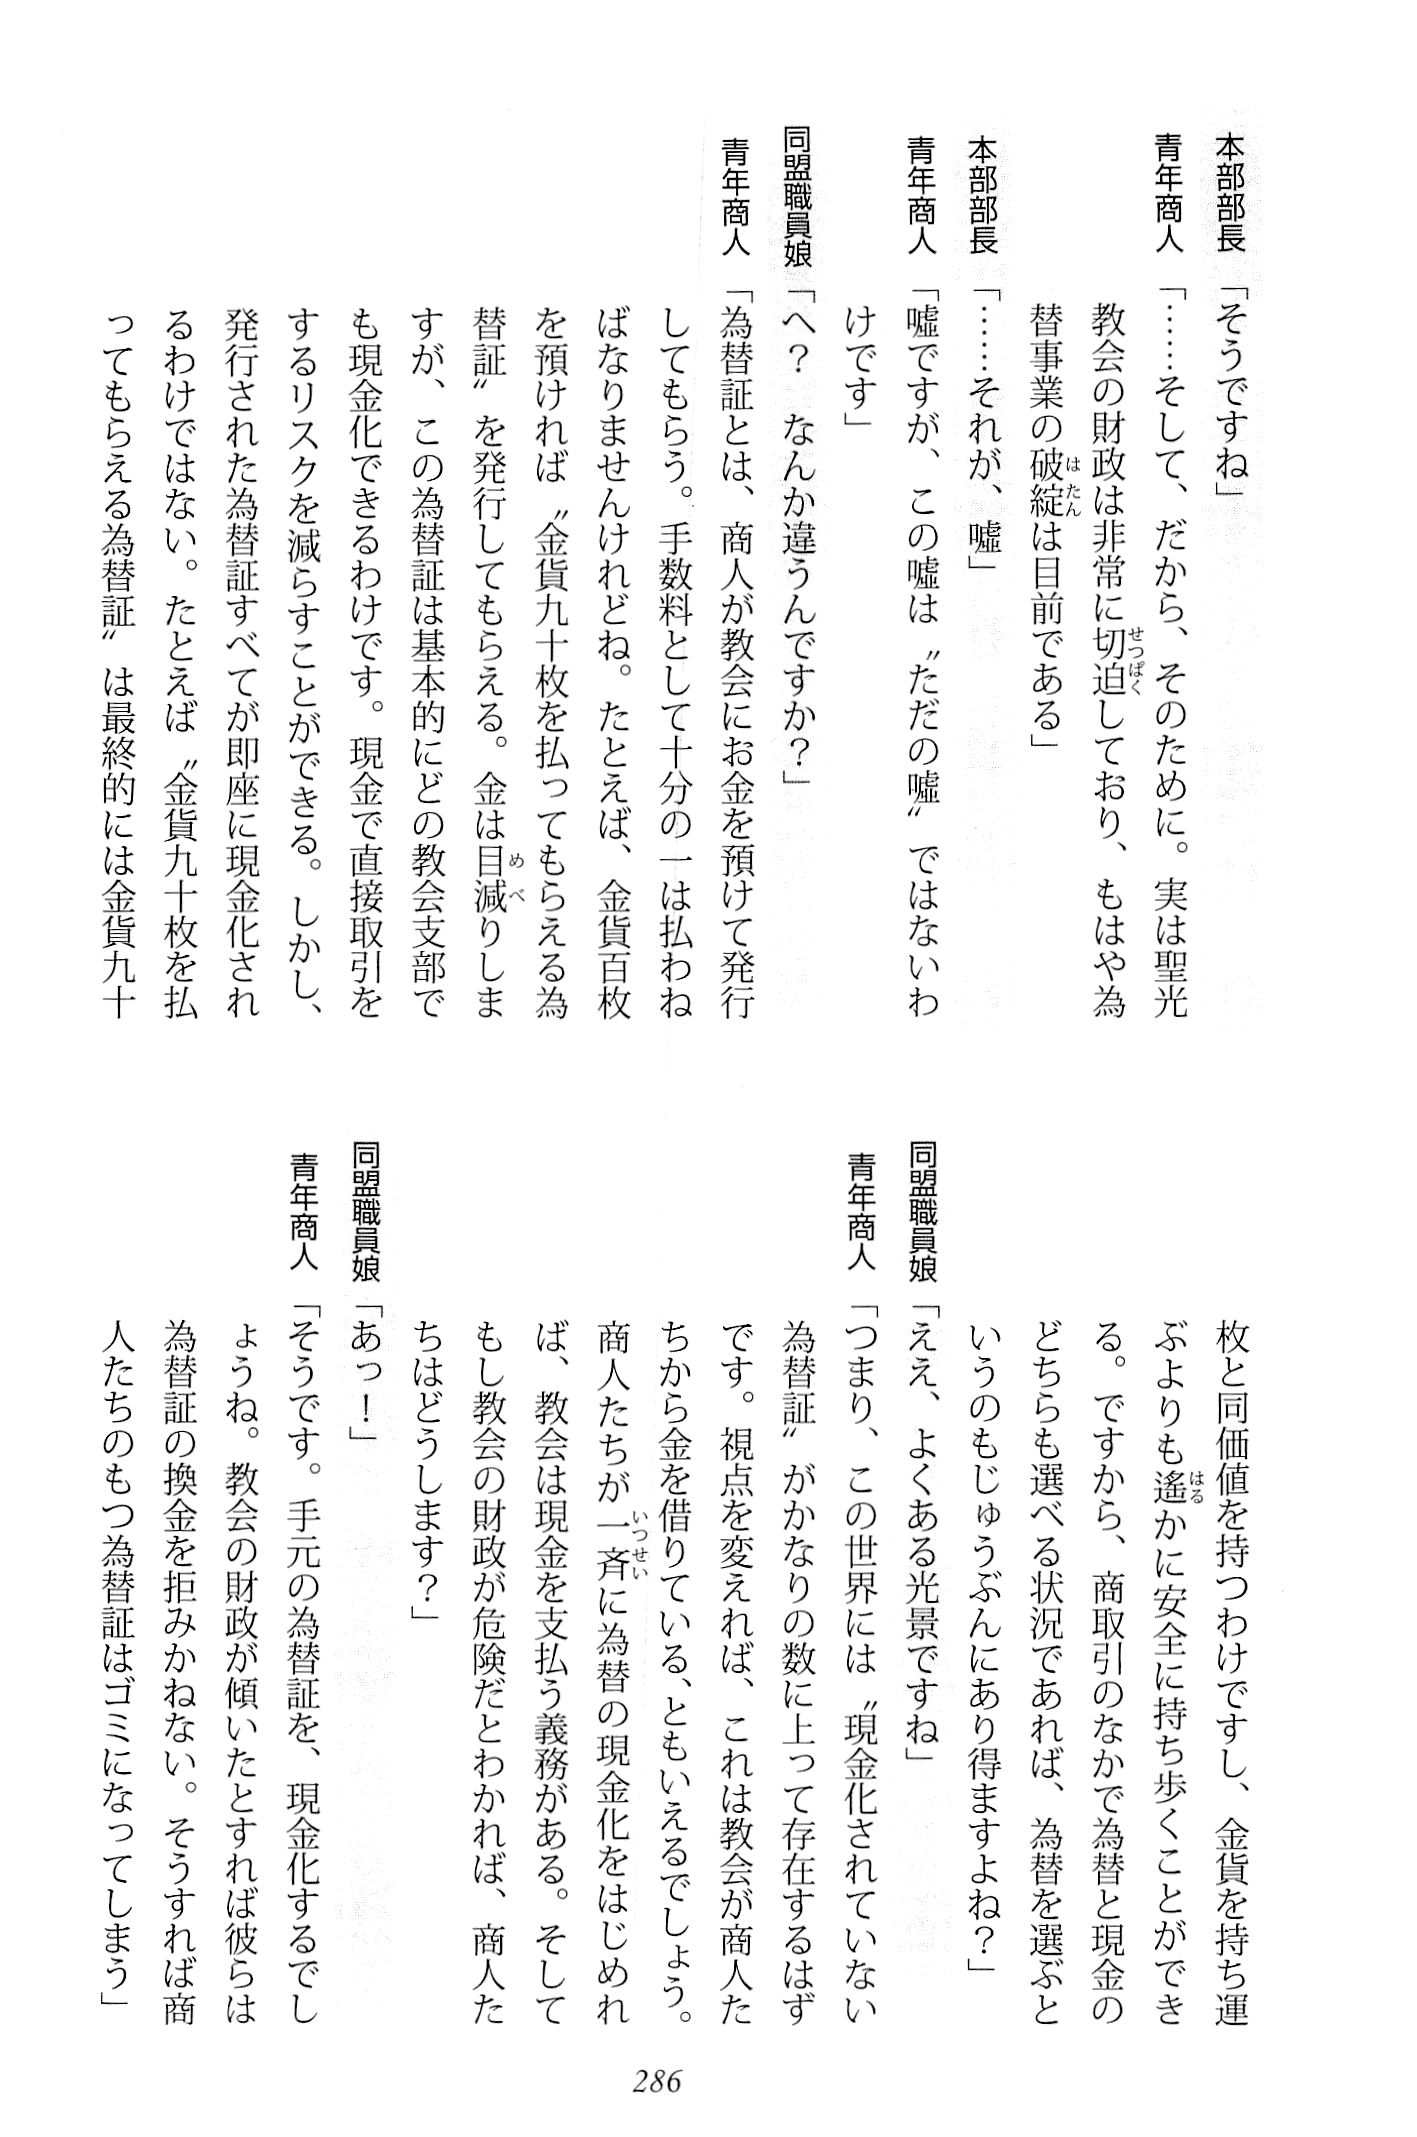 本部部長「そうですね」
青年商人「……そして、だから、そのために。実は聖光
教会の財政は非常に切迫しており、もはや為
替事業の破綻は目前である」
本部部長「……それが、嘘」
青年商人「嘘ですが、この嘘は〝ただの嘘〟ではないわ
けです」
同盟職員娘「へ？　なんか違うんですか？」
青年商人「為替証とは、商人が教会にお金を預けて発行
してもらう。手数料として十分の一は払わね
ばなりませんけれどね。たとえば、金貨百枚
を預ければ〝金貨九十枚を払ってもらえる為
替証〟を発行してもらえる。金は目減りしま
すが、この為替証は基本的にどの教会支部で
も現金化できるわけです。現金で直接取引を
するリスクを減らすことができる。しかし、
発行された為替証すべてが即座に現金化され
るわけではない。たとえば〝金貨九十枚を払
ってもらえる為替証〟は最終的には金貨九十
枚と同価値を持つわけですし、金貨を持ち運
ぶよりも遙かに安全に持ち歩くことができ
る。ですから、商取引のなかで為替と現金の
どちらも選べる状況であれば、為替を選ぶと
いうのもじゅうぶんにあり得ますよね？」
同盟職員娘「ええ、よくある光景ですね」
青年商人「つまり、この世界には〝現金化されていない
為替証〟がかなりの数に上って存在するはず
です。視点を変えれば、これは教会が商人た
ちから金を借りている、ともいえるでしょう。
商人たちが一斉に為替の現金化をはじめれ
ば、教会は現金を支払う義務がある。そして
もし教会の財政が危険だとわかれば、商人た
ちはどうします？」
同盟職員娘「あっ！」
青年商人「そうです。手元の為替証を、現金化するでし
ょうね。教会の財政が傾いたとすれば彼らは
為替証の換金を拒みかねない。そうすれば商
人たちのもつ為替証はゴミになってしまう」
286